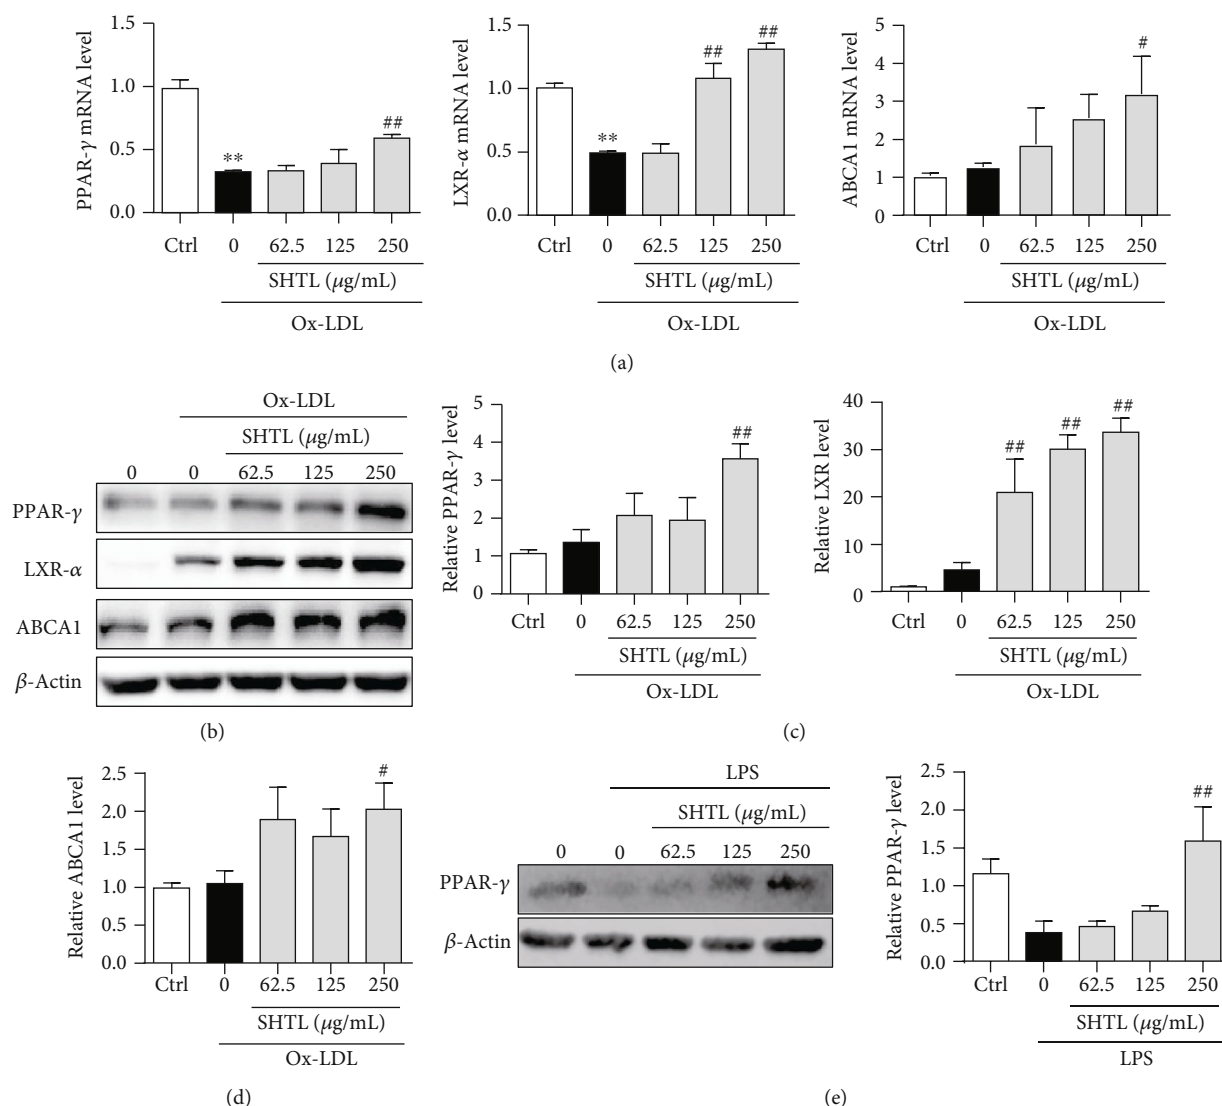 PPAR-γ mRNA level
1.5
1.0
0.5
0.0
**
##
Ctrl 0 62.5 125 250
SHTL (μg/mL)
Ox-LDL
LXR-α mRNA level
1.5
1.0
0.5
0.0
**
## ##
Ctrl 0 62.5 125 250
SHTL (μg/mL)
Ox-LDL
ABCA1 mRNA level
5
4
3
2
1
0
#
Ctrl 0 62.5 125 250
SHTL (μg/mL)
Ox-LDL
(a)
Ox-LDL
SHTL (μg/mL)
0 0 62.5 125 250
PPAR-γ
LXR-α
ABCA1
β-Actin
(b)
Relative PPAR-γ level
5
4
3
2
1
0
##
Ctrl 0 62.5 125 250
SHTL (μg/mL)
Ox-LDL
Relative LXR level
40
30
20
10
0
## ## ##
Ctrl 0 62.5 125 250
SHTL (μg/mL)
Ox-LDL
(c)
Relative ABCA1 level
2.5
2.0
1.5
1.0
0.5
0.0
#
Ctrl 0 62.5 125 250
SHTL (μg/mL)
Ox-LDL
(d)
LPS
SHTL (μg/mL)
0 0 62.5 125 250
PPAR-γ
β-Actin
Relative PPAR-γ level
2.5
2.0
1.5
1.0
0.5
0.0
##
Ctrl 0 62.5 125 250
SHTL (μg/mL)
LPS
(e)